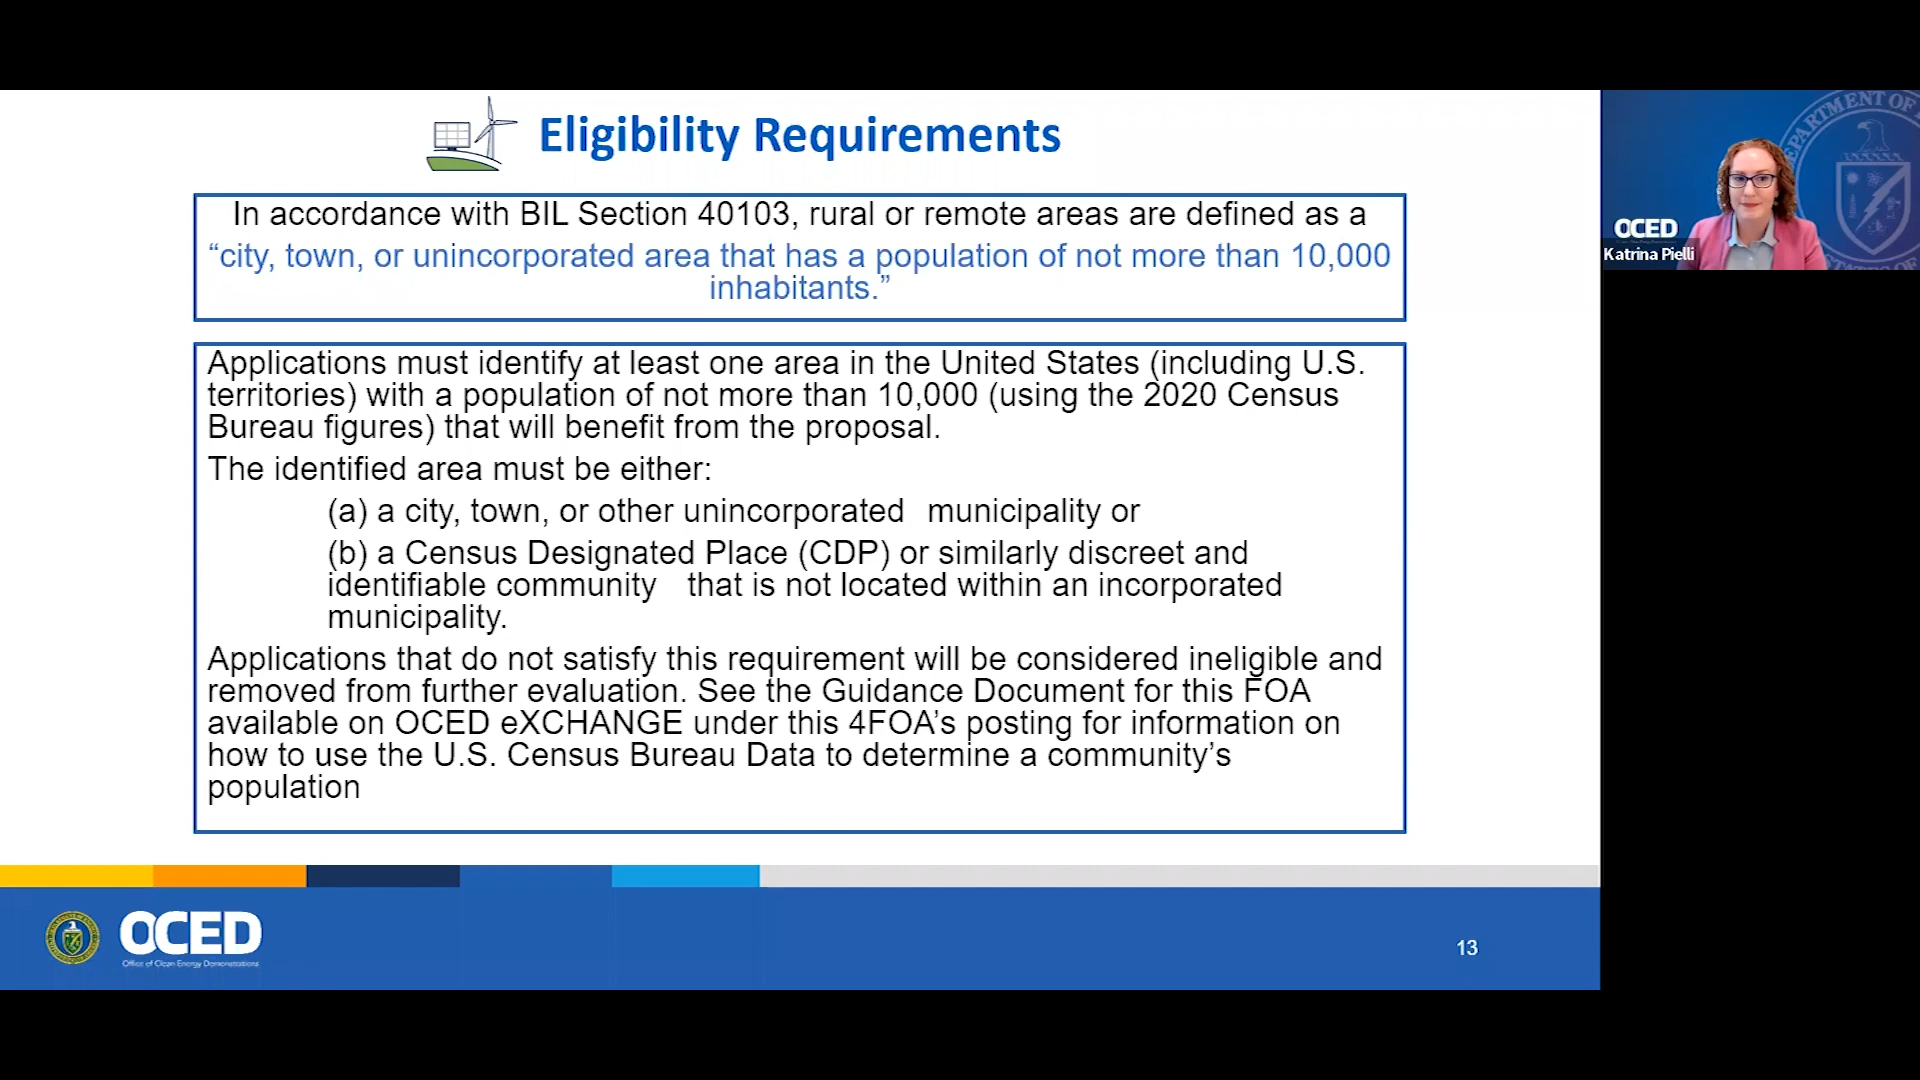 Eligibility Requirements
In accordance with BIL Section 40103, rural or remote areas are defined as a
“city, town, or unincorporated area that has a population of not more than 10,000
inhabitants.”
Applications must identify at least one area in the United States (including U.S.
territories) with a population of not more than 10,000 (using the 2020 Census
Bureau figures) that will benefit from the proposal.
The identified area must be either:
(a) a city, town, or other unincorporated municipality or
(b) a Census Designated Place (CDP) or similarly discreet and
identifiable community that is not located within an incorporated
municipality.
Applications that do not satisfy this requirement will be considered ineligible and
removed from further evaluation. See the Guidance Document for this FOA
available on OCED eXCHANGE under this 4FOA’s posting for information on
how to use the U.S. Census Bureau Data to determine a community’s
population
OCED
Office of Clean Energy Demonstrations
13
DEPARTMENT OF
OCED
Katrina Pielli
STATES OF